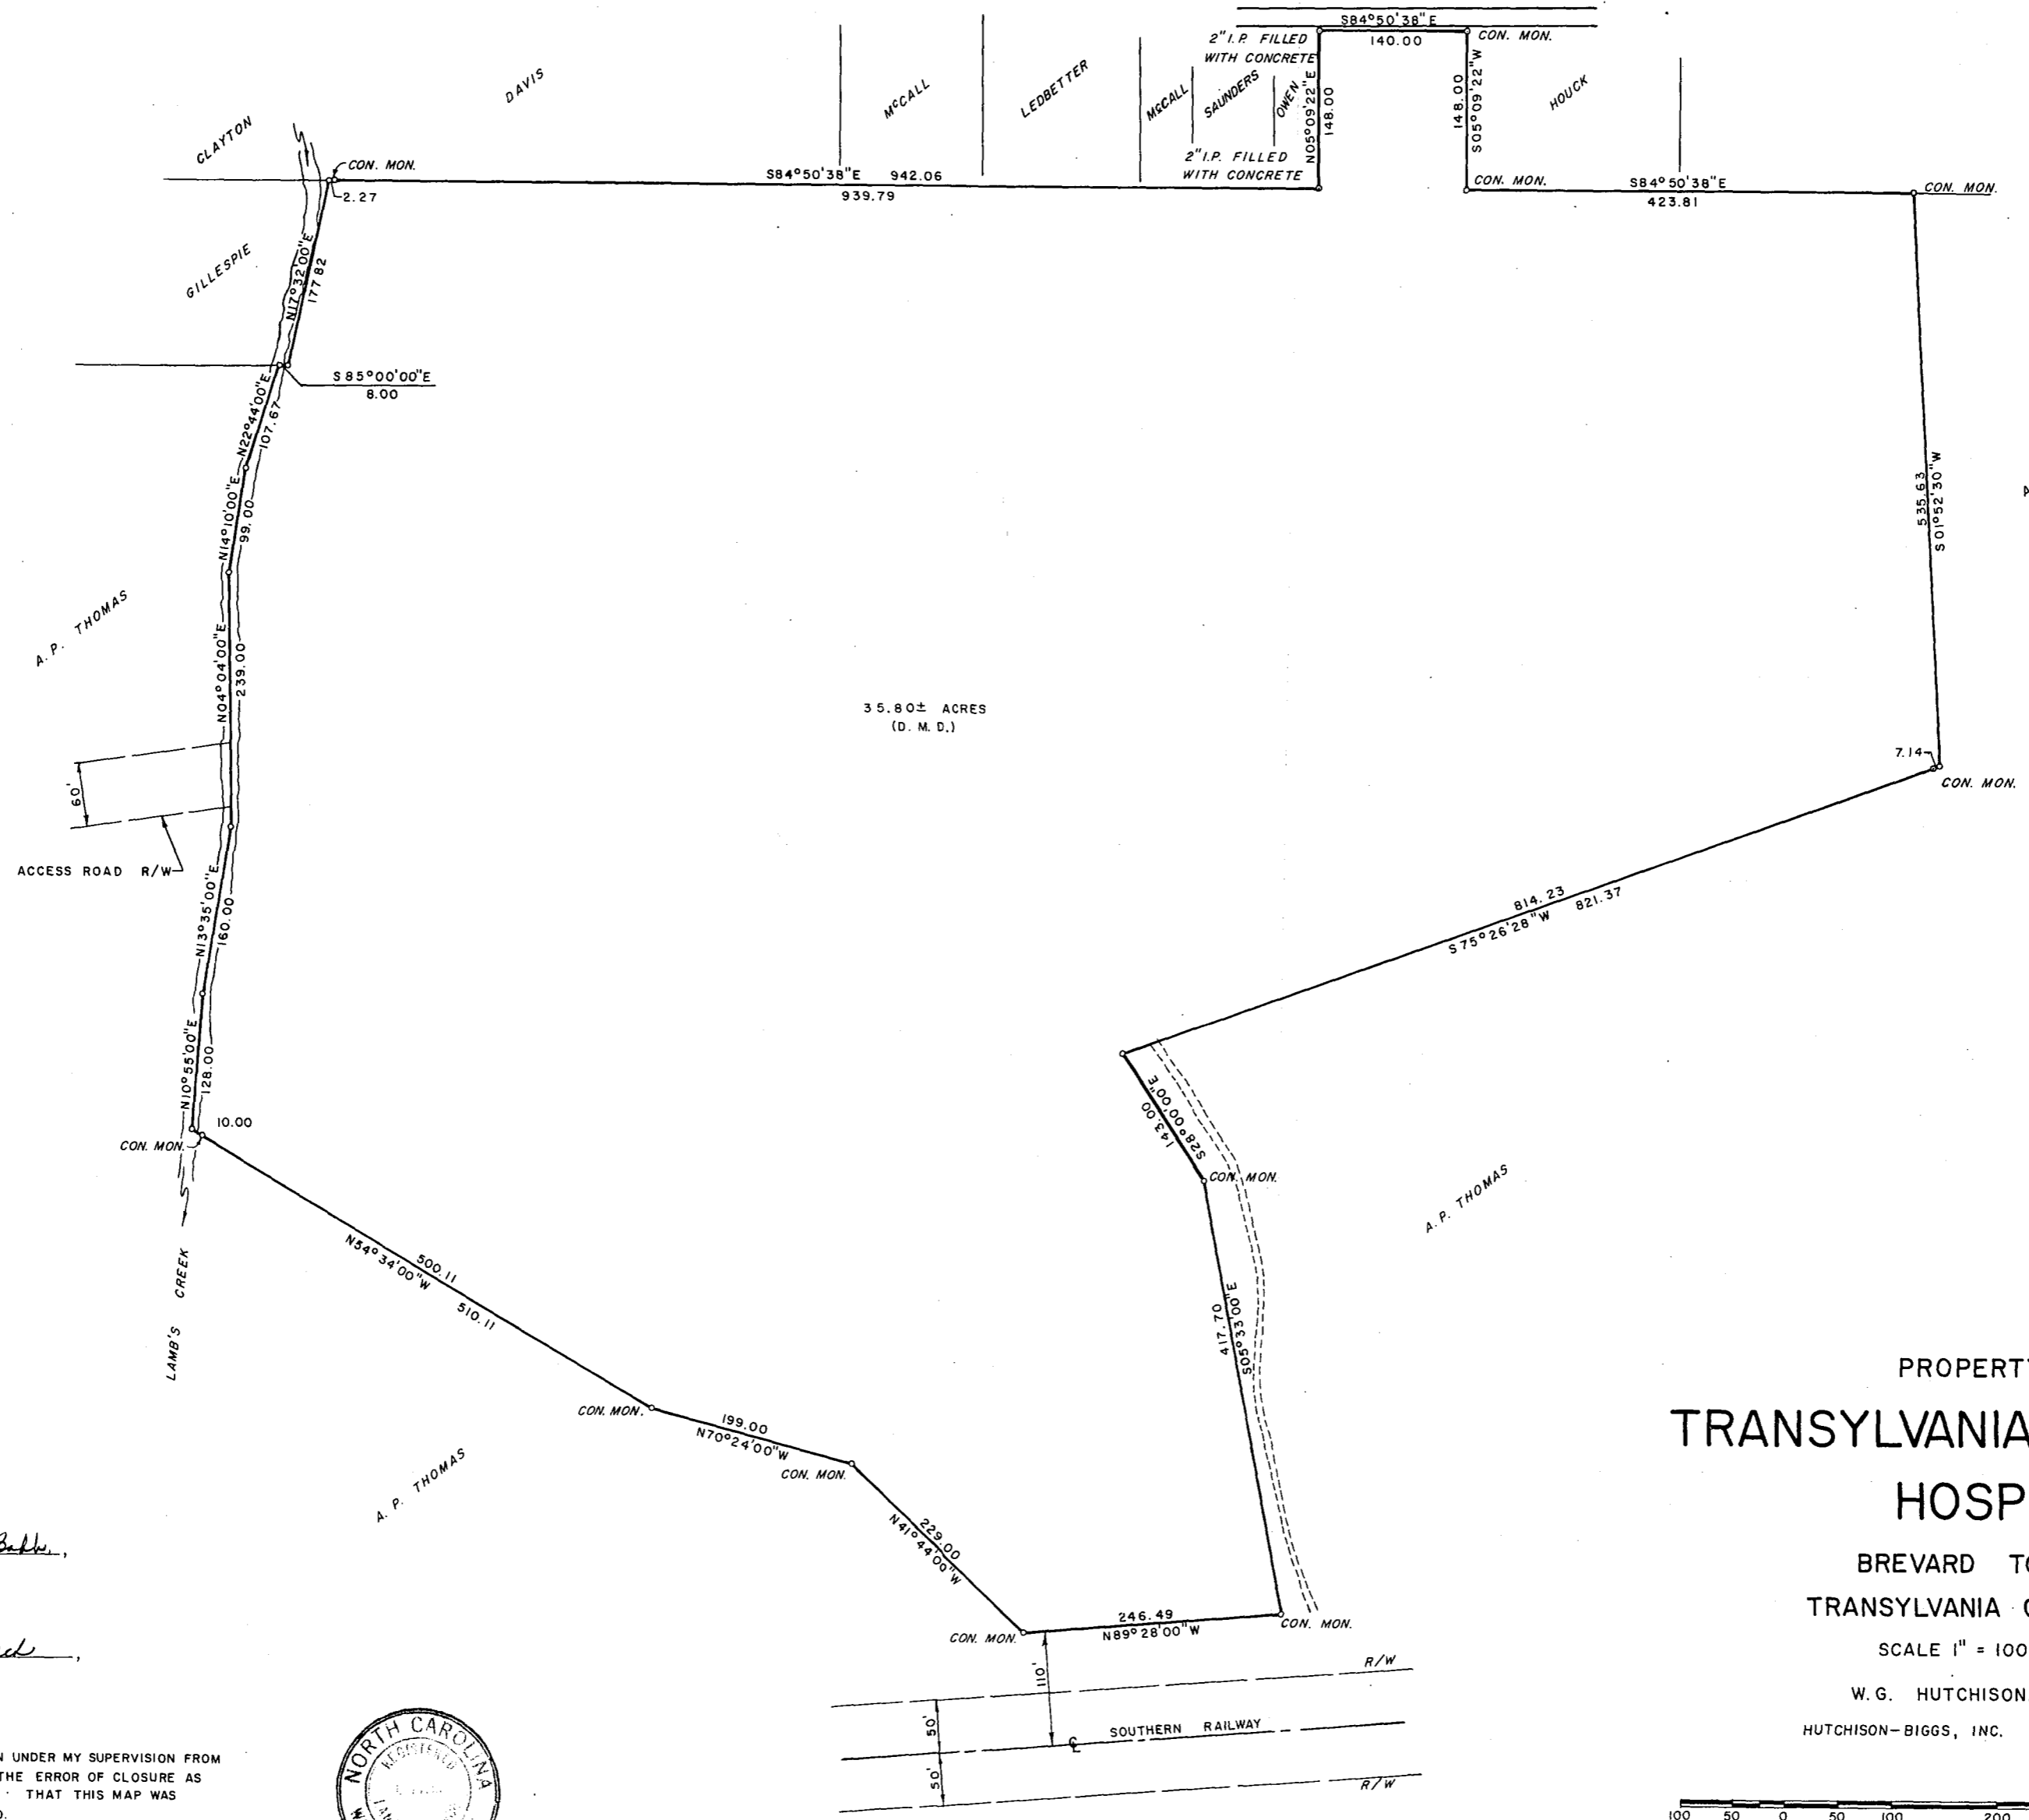 S84°50'38"E
140.00
2" I.P. FILLED
WITH CONCRETE
CON. MON.
DAVIS
McCALL
LEDBETTER
McCALL
SAUNDERS
OWEN
N05°09'22"E
148.00
148.00
S05°09'22"W
HOUCK
CLAYTON
CON. MON.
2" I.P. FILLED
WITH CONCRETE
2.27
S84°50'38"E 942.06
939.79
CON. MON.
S84°50'38"E
423.81
CON. MON.
GILLESPIE
N17°32'00"E
177.82
S85°00'00"E
8.00
N22°44'00"E
107.67
N14°10'00"E
99.00
535.63
S01°52'30"W
A.P. THOMAS
N04°04'00"E
239.00
35.80± ACRES
(D. M. D.)
60'
7.14
CON. MON.
ACCESS ROAD R/W
N13°35'00"E
160.00
814.23
S75°26'28"W 821.37
N10°55'00"E
128.00
10.00
CON. MON.
S28°00'00"E
143.00
CON. MON.
A.P. THOMAS
LAMB'S CREEK
500.11
N54°34'00"W
510.11
417.70
S05°33'00"E
CON. MON.
199.00
N70°24'00"W
CON. MON.
A. P. THOMAS
229.00
N41°44'00"W
246.49
N89°28'00"W
CON. MON.
CON. MON.
110'
R/W
50'
SOUTHERN RAILWAY
50'
R/W
PROPERTY
TRANSYLVANIA
HOSP
BREVARD TO
TRANSYLVANIA C
SCALE 1" = 100
W. G. HUTCHISON
HUTCHISON-BIGGS, INC.
100 50 0 50 100 200
N UNDER MY SUPERVISION FROM
THE ERROR OF CLOSURE AS
THAT THIS MAP WAS
NORTH CAROLINA
REGISTERED